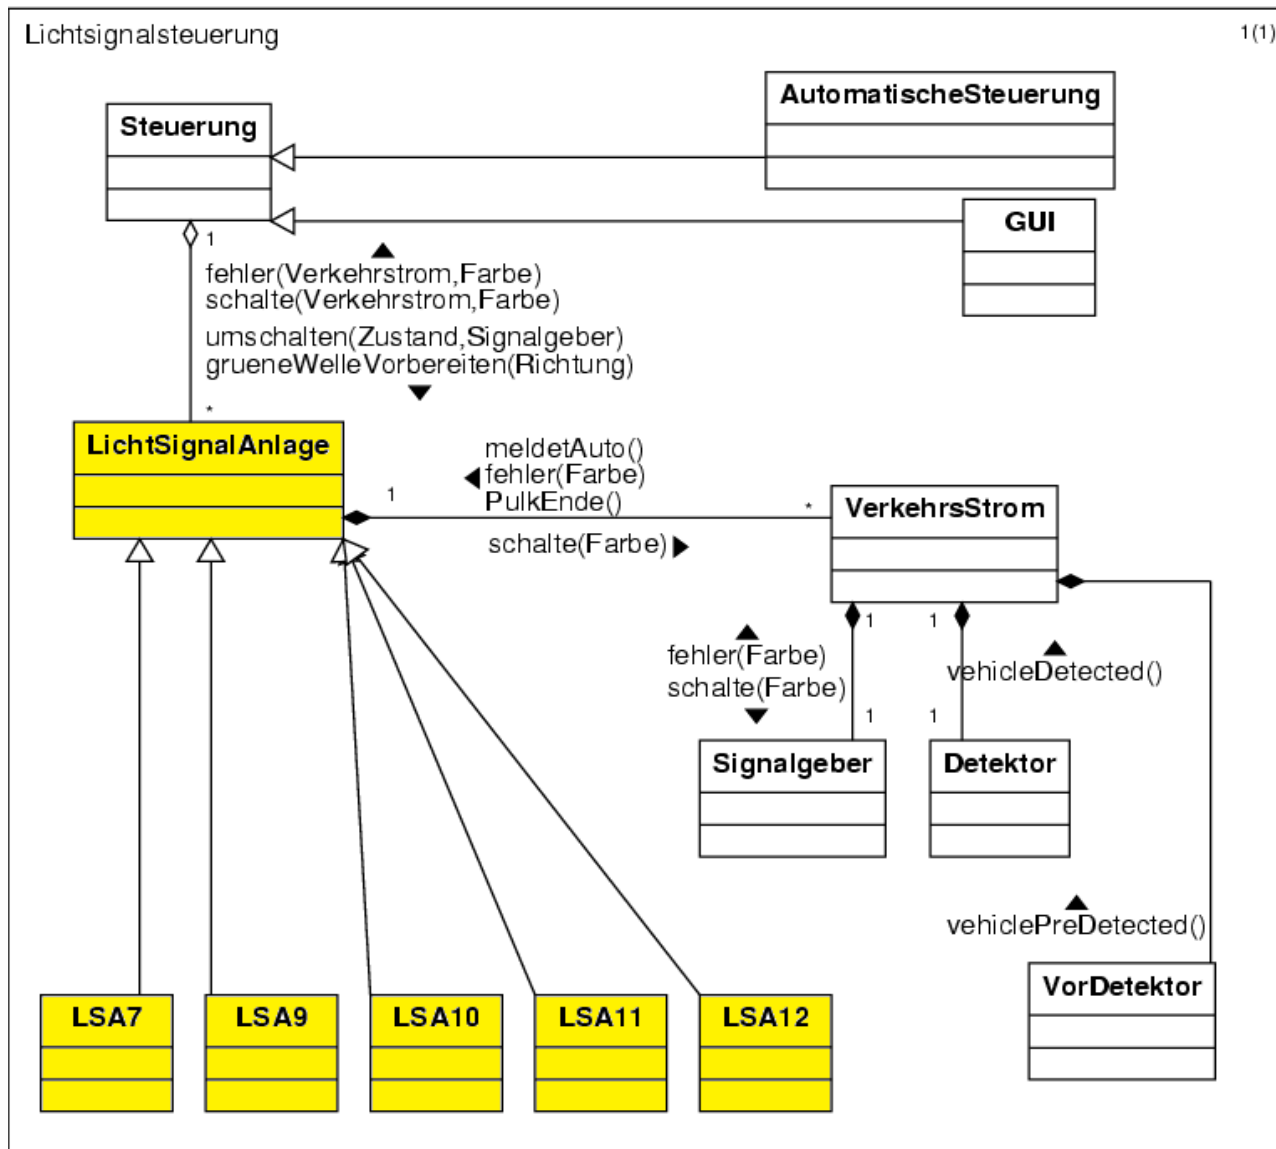 Lichtsignalsteuerung
1(1)
AutomatischeSteuerung
Steuerung
GUI
1
fehler(Verkehrstrom,Farbe)
schalte(Verkehrstrom,Farbe)
umschalten(Zustand,Signalgeber)
grueneWelleVorbereiten(Richtung)
*
LichtSignalAnlage
meldetAuto()
fehler(Farbe)
PulkEnde()
1
*
schalte(Farbe)
VerkehrsStrom
1
1
fehler(Farbe)
schalte(Farbe)
vehicleDetected()
1
1
Signalgeber
Detektor
vehiclePreDetected()
VorDetektor
LSA7
LSA9
LSA10
LSA11
LSA12